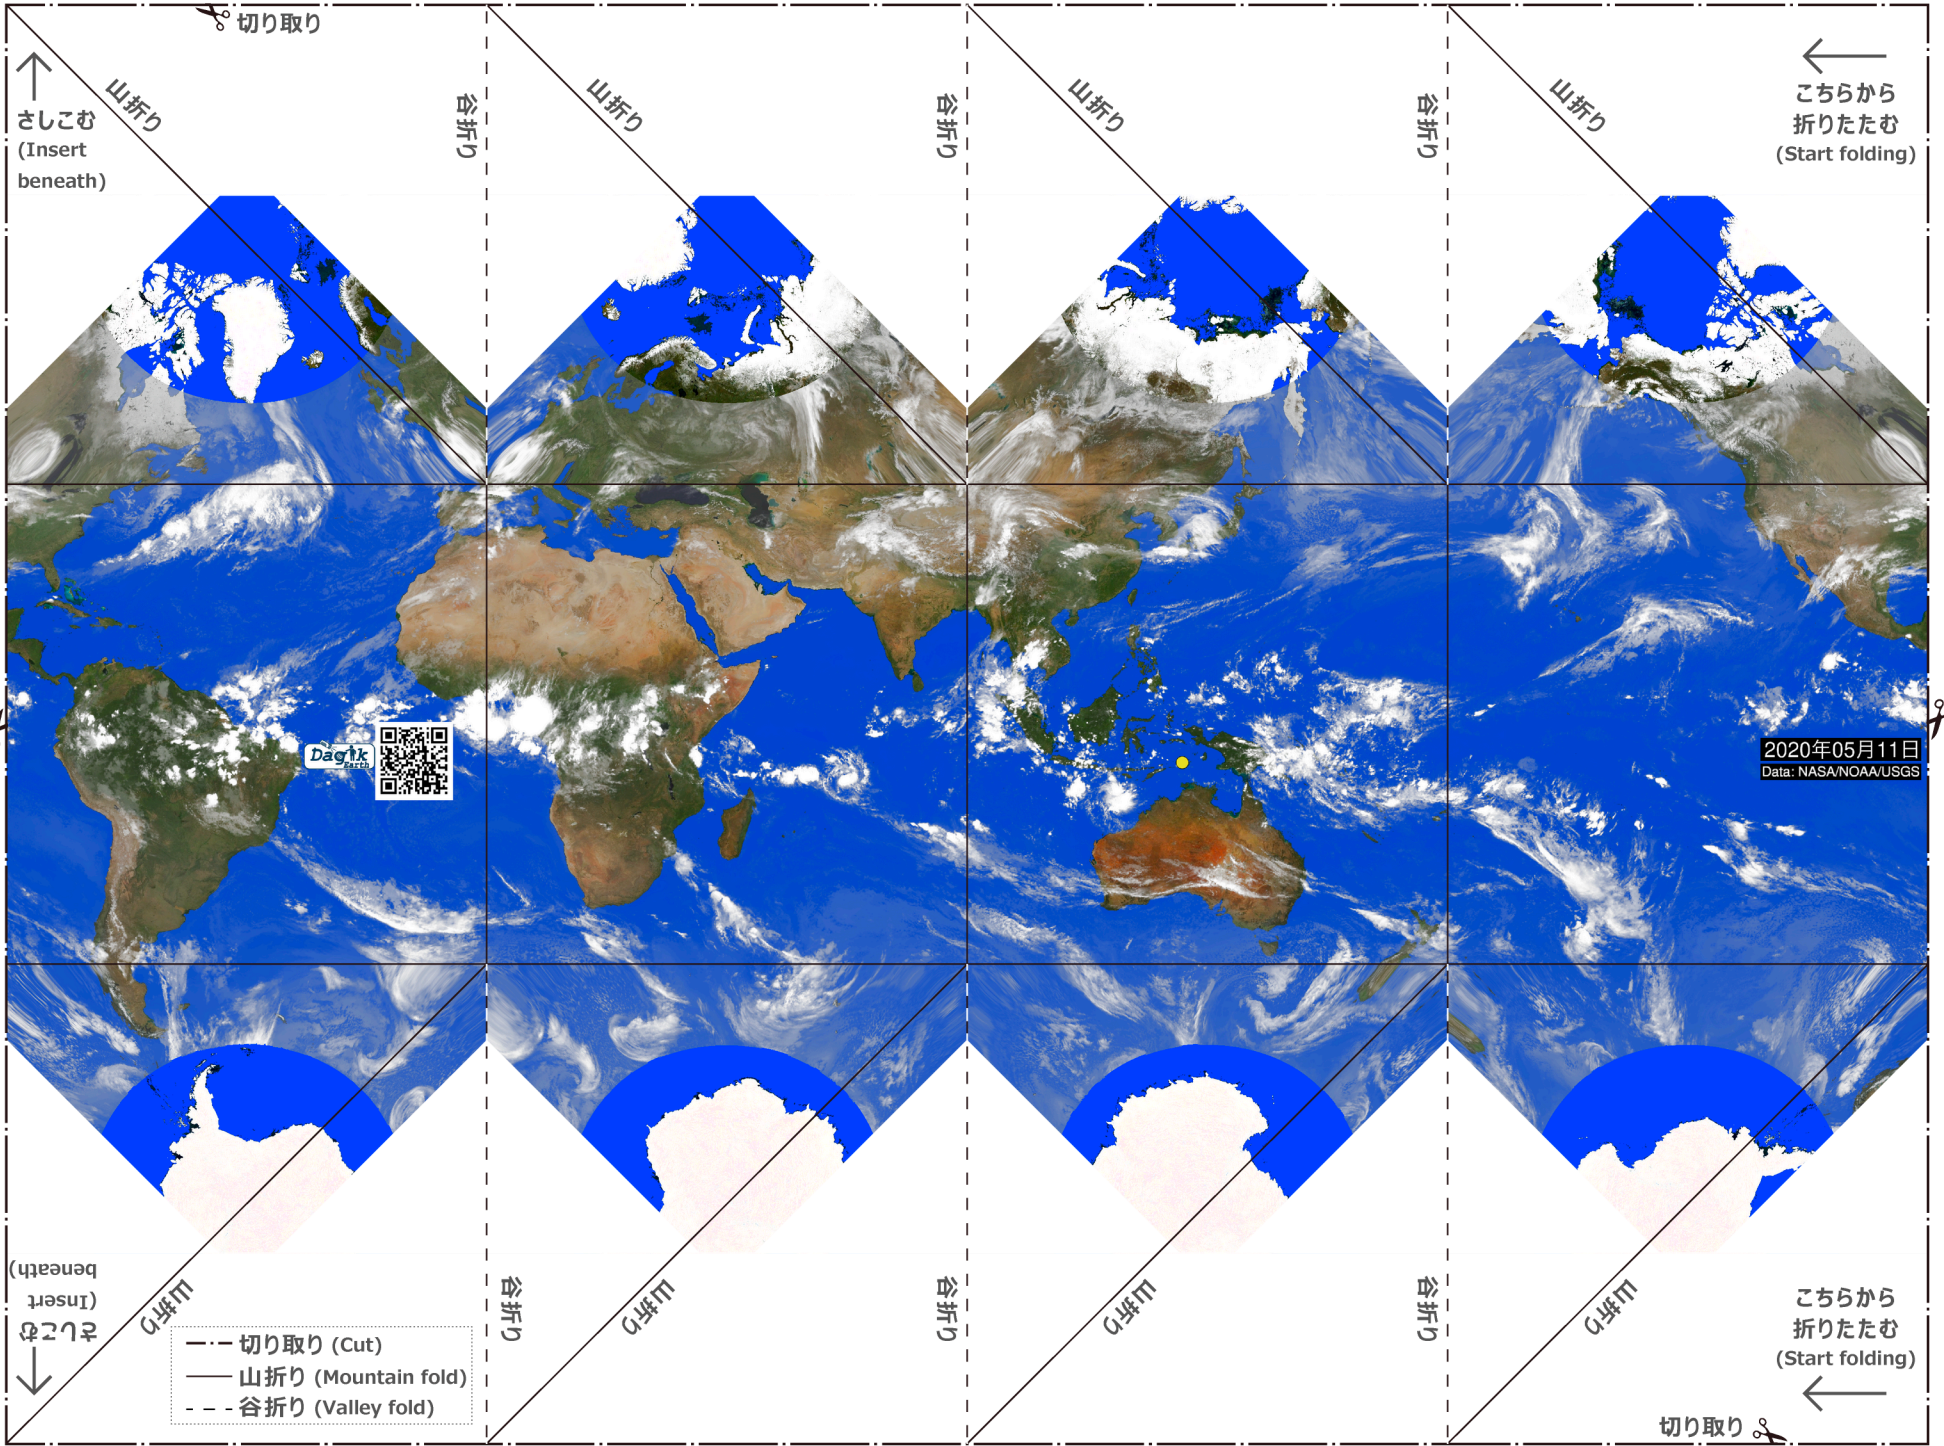 切り取り
山折り
谷折り
山折り
谷折り
山折り
谷折り
山折り
さしこむ
(Insert
beneath)
こちらから
折りたたむ
(Start folding)
Dagik
Earth
2020年05月11日
Data: NASA/NOAA/USGS
さしこむ
(Insert
beneath)
山折り
谷折り
山折り
谷折り
山折り
谷折り
山折り
こちらから
折りたたむ
(Start folding)
切り取り (Cut)
山折り (Mountain fold)
谷折り (Valley fold)
切り取り